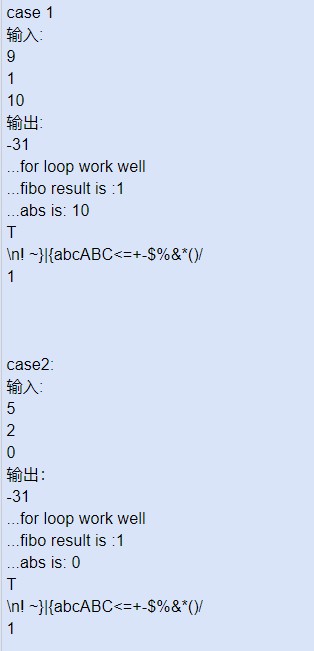 case 1
输入:
9
1
10
输出:
-31
...for loop work well
...fibo result is :1
...abs is: 10
T
\n! ~}|{abcABC<=+-$%&*()/
1
case2:
输入:
5
2
0
输出：
-31
...for loop work well
...fibo result is :1
...abs is: 0
T
\n! ~}|{abcABC<=+-$%&*()/
1